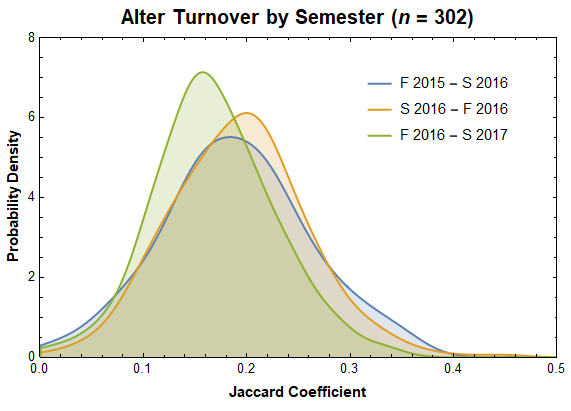 Alter Turnover by Semester (n = 302)
8
6
4
2
0
Probability Density
F 2015 – S 2016
S 2016 – F 2016
F 2016 – S 2017
0.0 0.1 0.2 0.3 0.4 0.5
Jaccard Coefficient